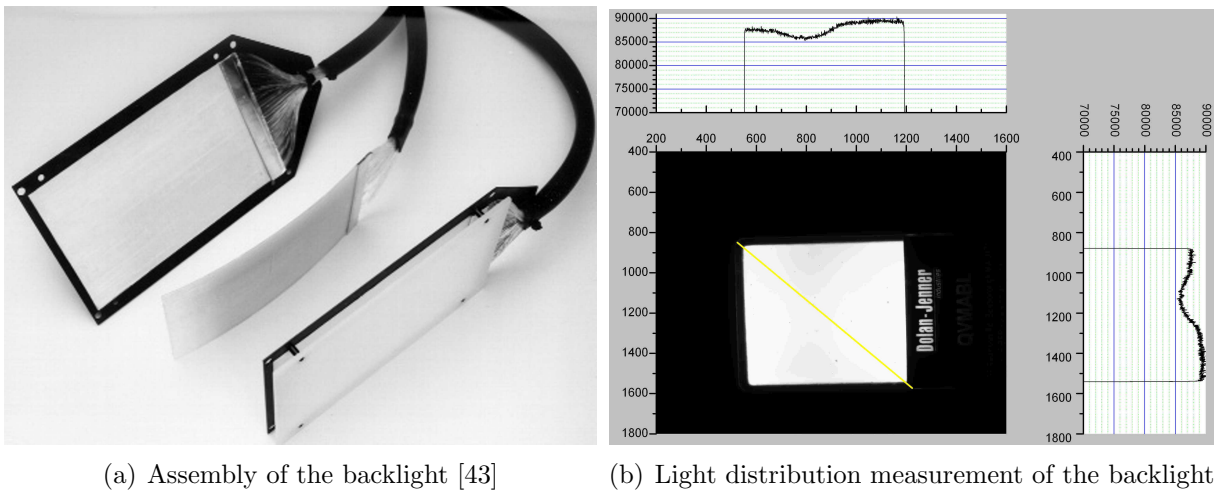 90000
85000
80000
75000
70000
200 400 600 800 1000 1200 1400 1600
70000 75000 80000 85000 90000
400 400
600 600
800 800
1000 1000
1200 1200
1400 1400
1600 1600
1800 1800
Dolan-Jenner
QVMABL
(a) Assembly of the backlight [43]
(b) Light distribution measurement of the backlight